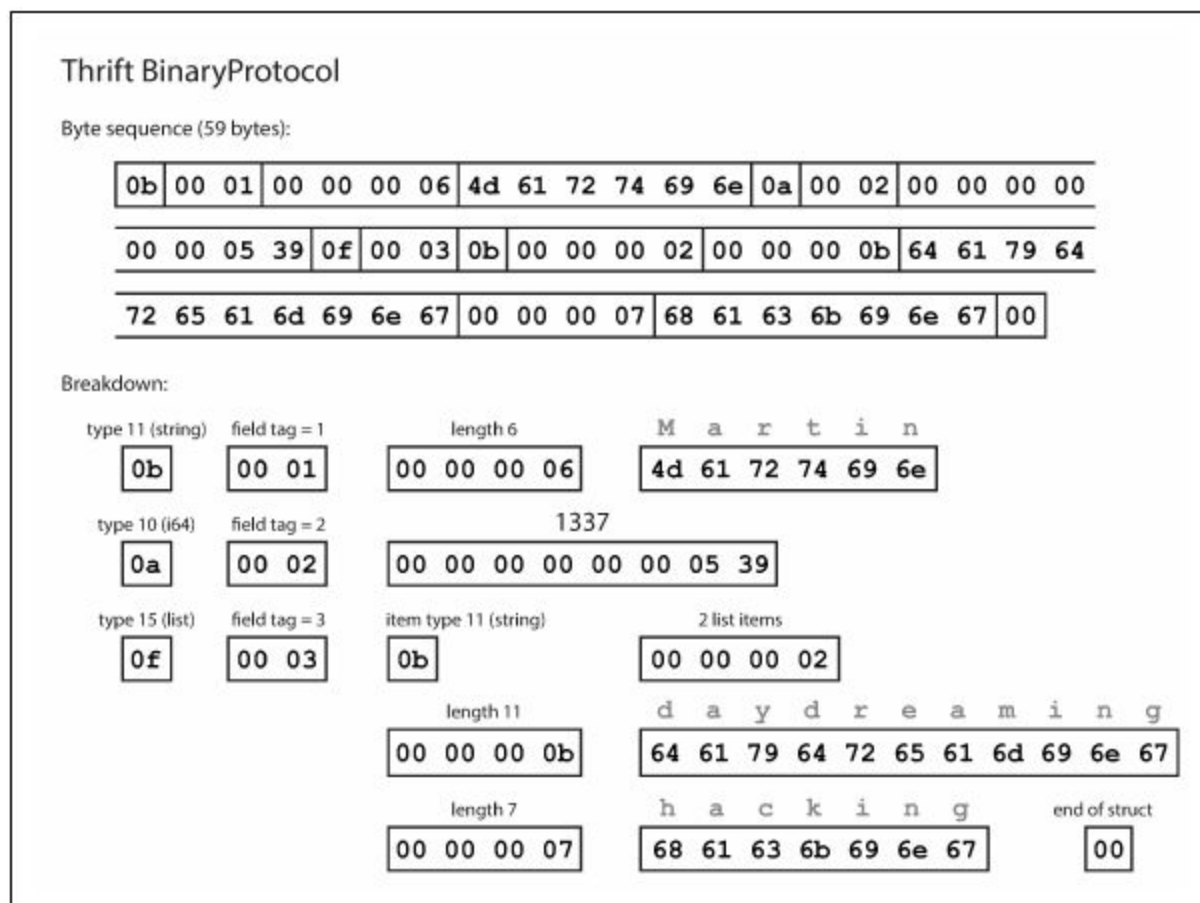 Thrift BinaryProtocol
Byte sequence (59 bytes):
0b 00 01 00 00 00 06 4d 61 72 74 69 6e 0a 00 02 00 00 00 00
00 00 05 39 0f 00 03 0b 00 00 00 02 00 00 00 0b 64 61 79 64
72 65 61 6d 69 6e 67 00 00 00 07 68 61 63 6b 69 6e 67 00
Breakdown:
type 11 (string) field tag = 1 length 6 M a r t i n
0b 00 01 00 00 00 06 4d 61 72 74 69 6e
type 10 (i64) field tag = 2 1337
0a 00 02 00 00 00 00 00 00 05 39
type 15 (list) field tag = 3 item type 11 (string) 2 list items
0f 00 03 0b 00 00 00 02
length 11 d a y d r e a m i n g
00 00 00 0b 64 61 79 64 72 65 61 6d 69 6e 67
length 7 h a c k i n g end of struct
00 00 00 07 68 61 63 6b 69 6e 67 00